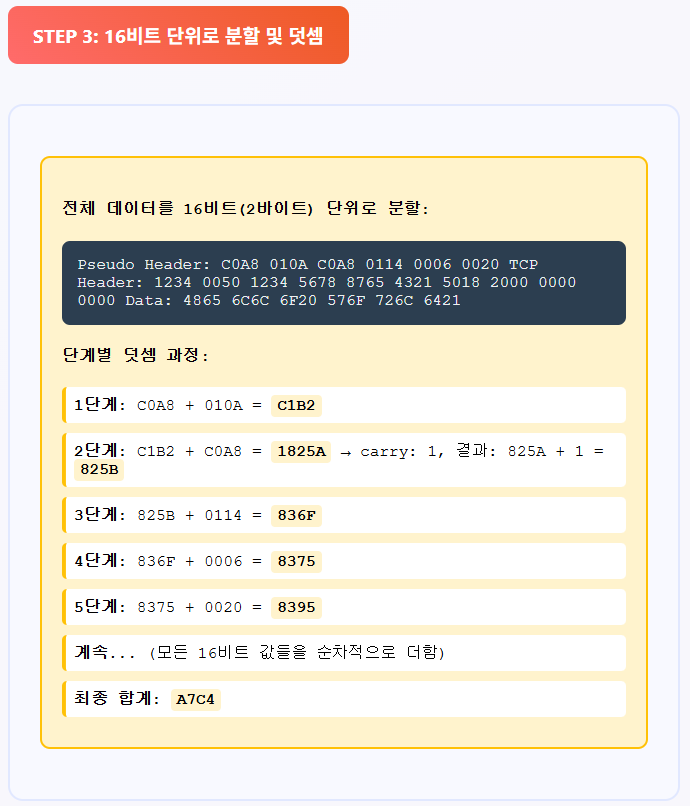 STEP 3: 16비트 단위로 분할 및 덧셈
전체 데이터를 16비트(2바이트) 단위로 분할:
Pseudo Header: C0A8 010A C0A8 0114 0006 0020 TCP
Header: 1234 0050 1234 5678 8765 4321 5018 2000 0000
0000 Data: 4865 6C6C 6F20 576F 726C 6421
단계별 덧셈 과정:
1단계: C0A8 + 010A = C1B2
2단계: C1B2 + C0A8 = 1825A → carry: 1, 결과: 825A + 1 =
825B
3단계: 825B + 0114 = 836F
4단계: 836F + 0006 = 8375
5단계: 8375 + 0020 = 8395
계속... (모든 16비트 값들을 순차적으로 더함)
최종 합계: A7C4